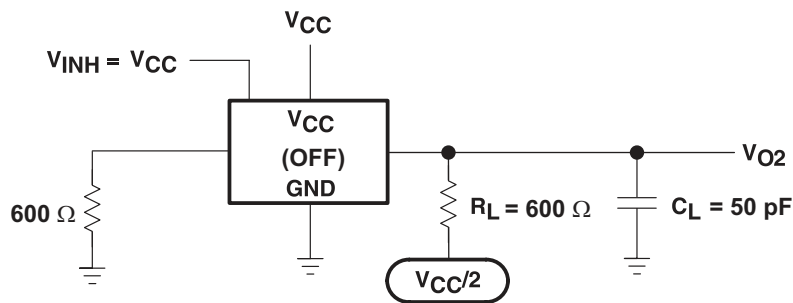 VCC
VINH = VCC
VCC
(OFF)
GND
VO2
600 Ω
RL = 600 Ω
CL = 50 pF
VCC/2